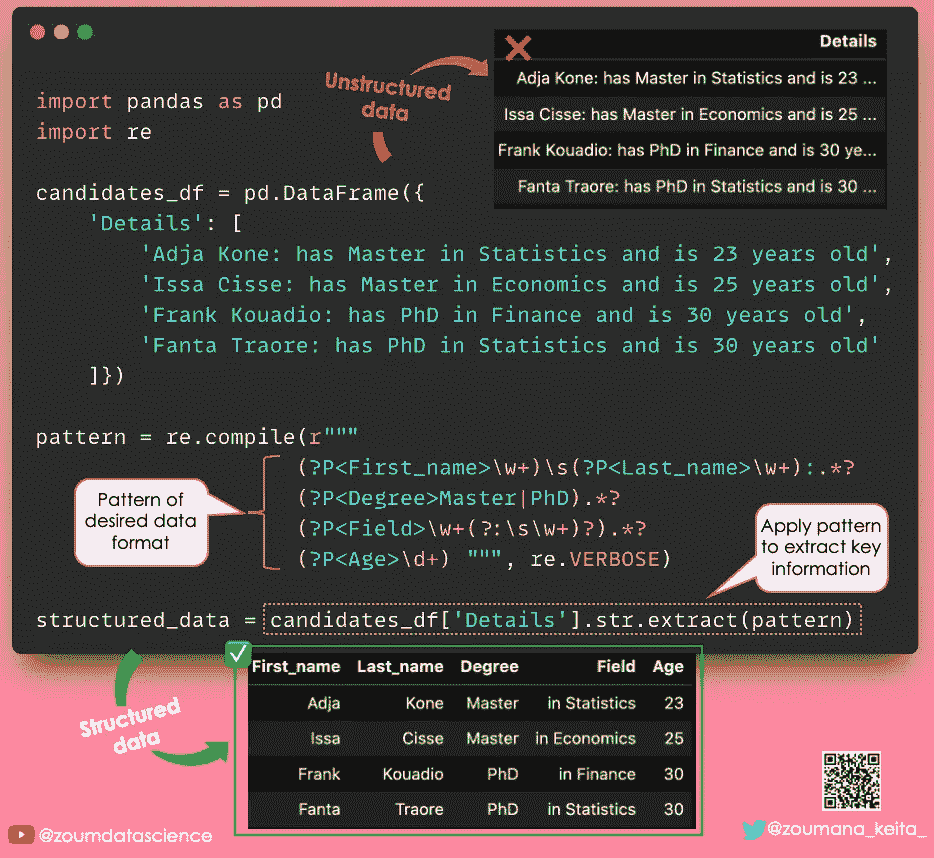 Details
Adja Kone: has Master in Statistics and is 23 ...
Issa Cisse: has Master in Economics and is 25 ...
Frank Kouadio: has PhD in Finance and is 30 ye...
Fanta Traore: has PhD in Statistics and is 30 ...
Unstructured
data
import pandas as pd
import re
candidates_df = pd.DataFrame({
'Details': [
'Adja Kone: has Master in Statistics and is 23 years old',
'Issa Cisse: has Master in Economics and is 25 years old',
'Frank Kouadio: has PhD in Finance and is 30 years old',
'Fanta Traore: has PhD in Statistics and is 30 years old'
]})
pattern = re.compile(r"""
(?P<First_name>\w+)\s(?P<Last_name>\w+):.*?
(?P<Degree>Master|PhD).*?
(?P<Field>\w+(?:\s\w+)?).*?
(?P<Age>\d+) """, re.VERBOSE)
Pattern of
desired data
format
Apply pattern
to extract key
information
structured_data = candidates_df['Details'].str.extract(pattern)
First_name Last_name Degree Field Age
Adja Kone Master in Statistics 23
Issa Cisse Master in Economics 25
Frank Kouadio PhD in Finance 30
Fanta Traore PhD in Statistics 30
Structured
data
@zoumdatascience
@zoumana_keita_